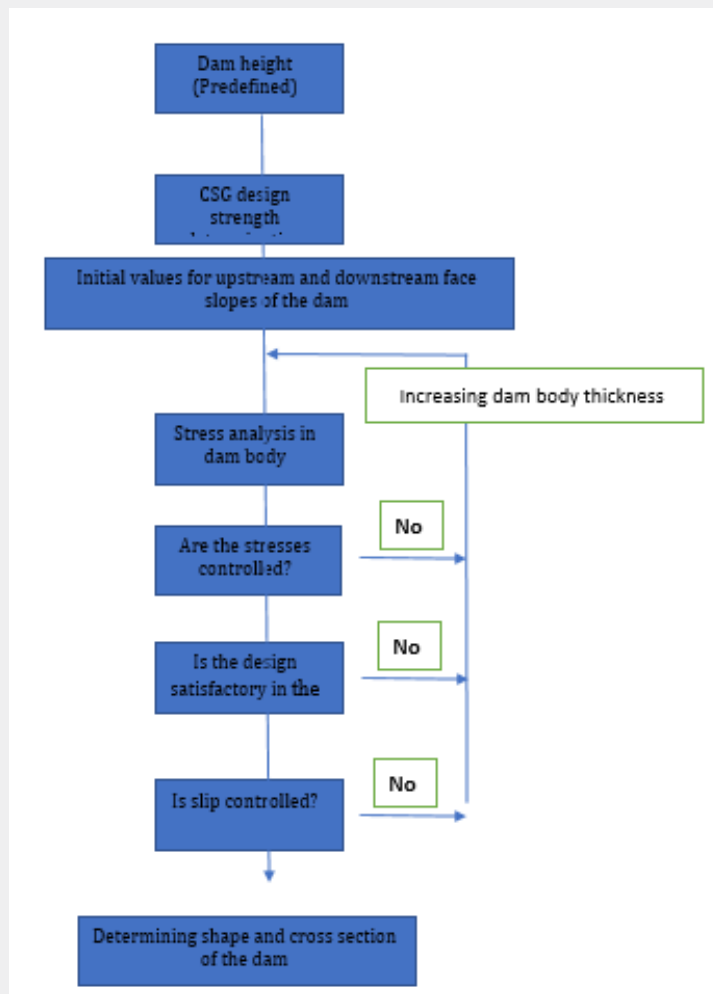 Dam height
(Predefined)
CSG design
strength
Initial values for upstream and downstream face
slopes of the dam
Increasing dam body thickness
Stress analysis in
dam body
No
Are the stresses
controlled?
No
Is the design
satisfactory in the
No
Is slip controlled?
Determining shape and cross section
of the dam